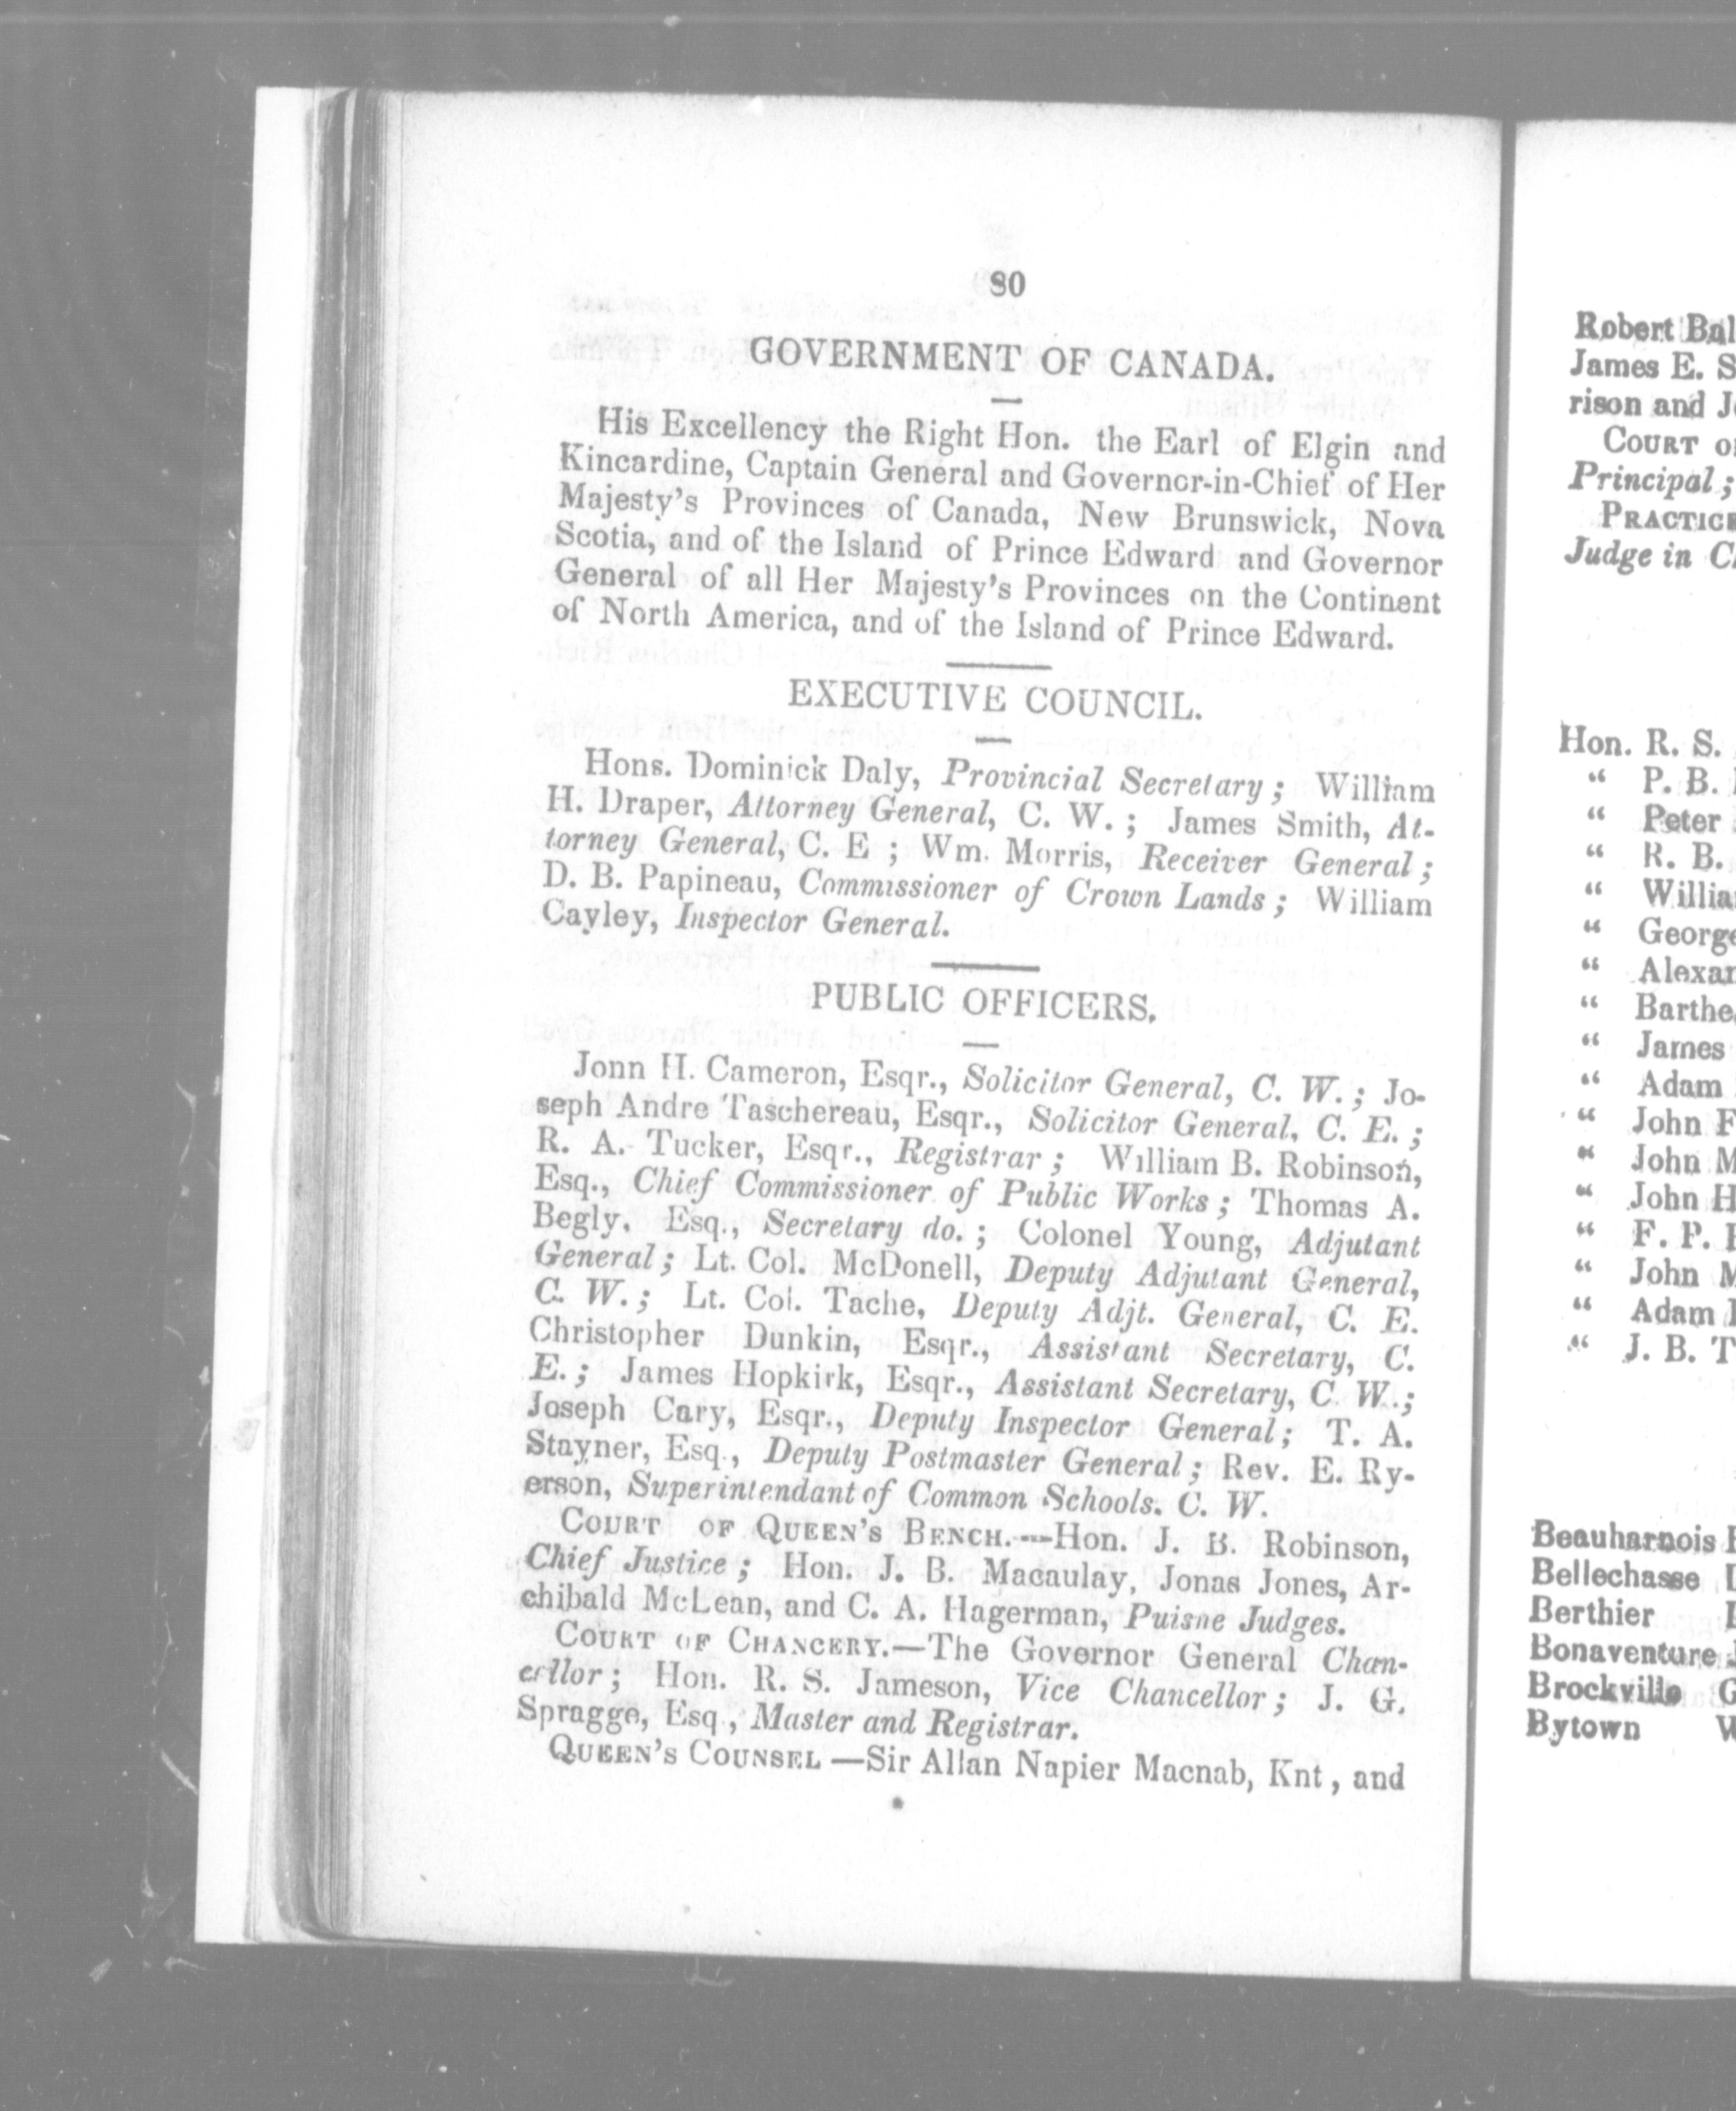 80
GOVERNMENT OF CANADA.
His Excellency the Right Hon. the Earl of Elgin and
Kincardine, Captain General and Governor-in-Chief of Her
Majesty's Provinces of Canada, New Brunswick, Nova
Scotia, and of the Island of Prince Edward and Governor
General of all Her Majesty's Provinces on the Continent
of North America, and of the Island of Prince Edward.
EXECUTIVE COUNCIL.
Hons. Dominick Daly, Provincial Secretary; William
H. Draper, Attorney General, C. W.; James Smith, At-
torney General, C. E ; Wm. Morris, Receiver General;
D. B. Papineau, Commissioner of Crown Lands; William
Cayley, Inspector General.
PUBLIC OFFICERS.
Jonn H. Cameron, Esqr., Solicitor General, C. W.; Jo-
seph Andre Taschereau, Esqr., Solicitor General, C. E.;
R. A. Tucker, Esqr., Registrar; William B. Robinson,
Esq., Chief Commissioner of Public Works; Thomas A.
Begly, Esq., Secretary do.; Colonel Young, Adjutant
General; Lt. Col. McDonell, Deputy Adjutant General,
C. W.; Lt. Col. Tache, Deputy Adjt. General, C. E.
Christopher Dunkin, Esqr., Assistant Secretary, C.
E.; James Hopkirk, Esqr., Assistant Secretary, C. W.;
Joseph Cary, Esqr., Deputy Inspector General; T. A.
Stayner, Esq., Deputy Postmaster General; Rev. E. Ry-
erson, Superintendant of Common Schools. C. W.
COURT OF QUEEN'S BENCH.—Hon. J. B. Robinson,
Chief Justice; Hon. J. B. Macaulay, Jonas Jones, Ar-
chibald McLean, and C. A. Hagerman, Puisne Judges.
COURT OF CHANCERY.—The Governor General Chan-
cellor; Hon. R. S. Jameson, Vice Chancellor; J. G.
Spragge, Esq, Master and Registrar.
QUEEN'S COUNSEL —Sir Allan Napier Macnab, Knt, and
Robert Bal
James E. S
rison and J
COURT
Principal;
PRACTICE
Judge in
Hon. R. S.
" P. B.
" Peter
" R. B.
" Willia
" George
" Alexan
" Barthe
" James
" Adam
" John F
" John M
" John H
" F. P.
" John M
" Adam
" J. B. T
Beauharnois
Bellechasse
Berthier
Bonaventure
Brockville G
Bytown W